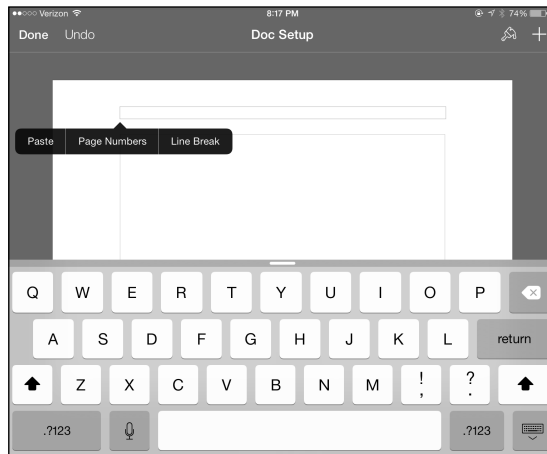 Verizon 8:17 PM 74%
Done Undo Doc Setup
Paste Page Numbers Line Break
Q W E R T Y U I O P
A S D F G H J K L return
Z X C V B N M ! , ? .
.?123 .?123